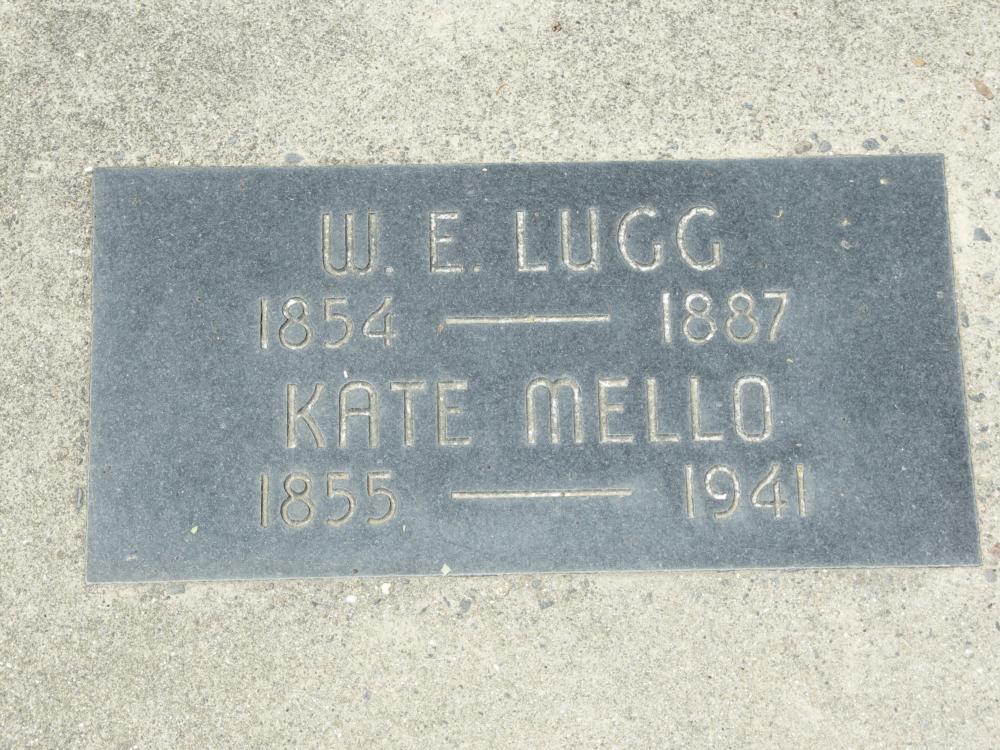 W. E. LUGG
1854 — 1887
KATE MELLO
1855 — 1941